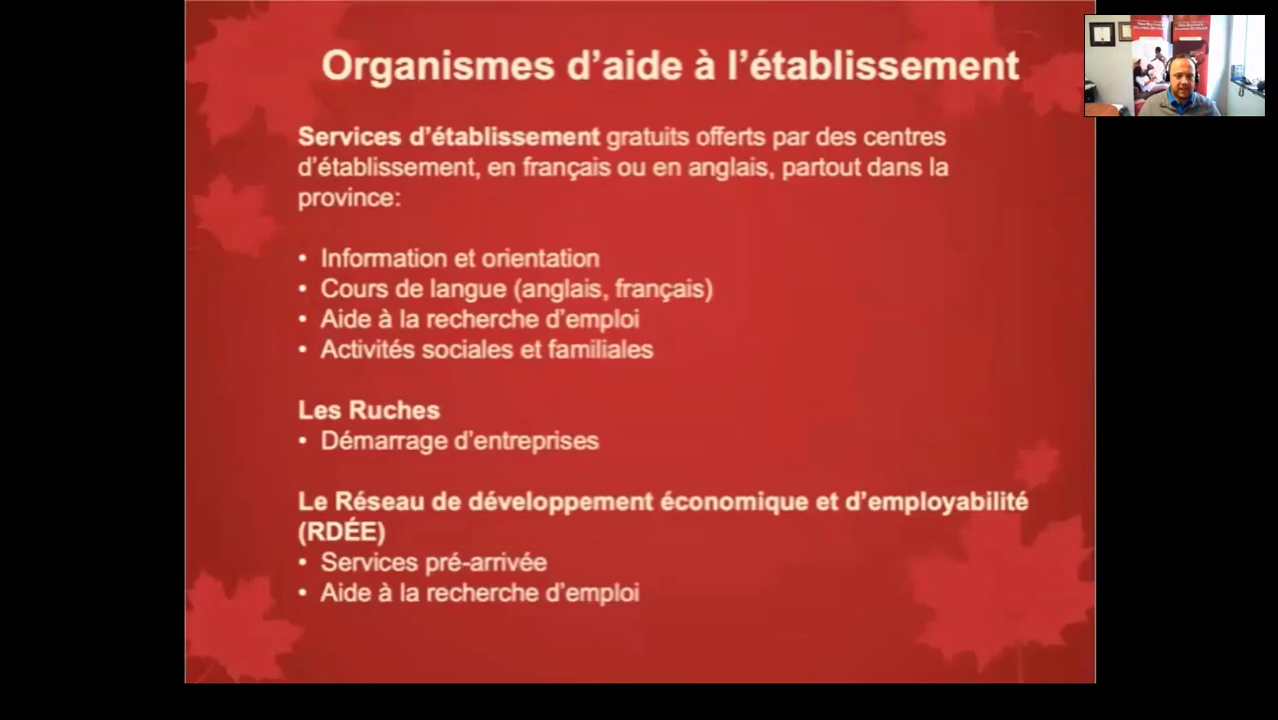 Organismes d’aide à l’établissement
Services d’établissement gratuits offerts par des centres
d’établissement, en français ou en anglais, partout dans la
province:
• Information et orientation
• Cours de langue (anglais, français)
• Aide à la recherche d’emploi
• Activités sociales et familiales
Les Ruches
• Démarrage d’entreprises
Le Réseau de développement économique et d’employabilité
(RDÉE)
• Services pré-arrivée
• Aide à la recherche d’emploi